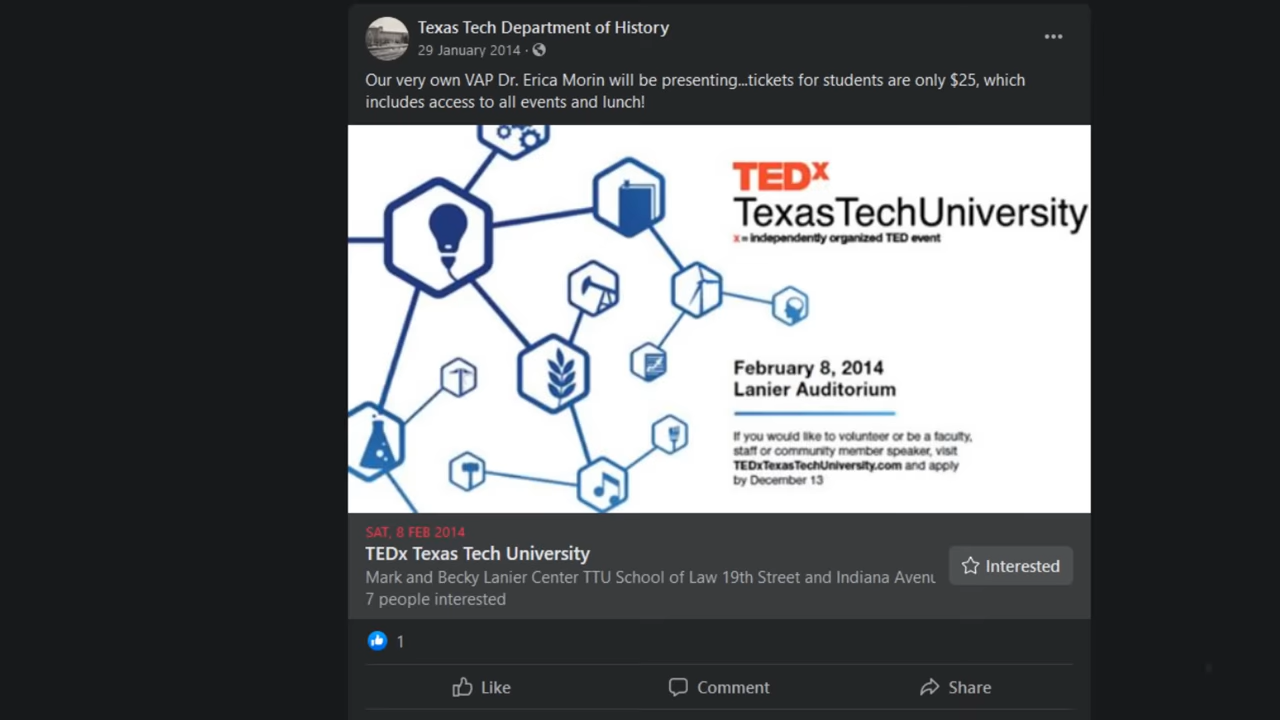 Texas Tech Department of History
29 January 2014 ·
Our very own VAP Dr. Erica Morin will be presenting...tickets for students are only $25, which
includes access to all events and lunch!
TEDx
TexasTechUniversity
x = independently organized TED event
February 8, 2014
Lanier Auditorium
If you would like to volunteer or be a faculty,
staff or community member speaker, visit
TEDxTexasTechUniversity.com and apply
by December 13
SAT, 8 FEB 2014
TEDx Texas Tech University
Mark and Becky Lanier Center TTU School of Law 19th Street and Indiana Avenu
Interested
7 people interested
1
Like Comment Share